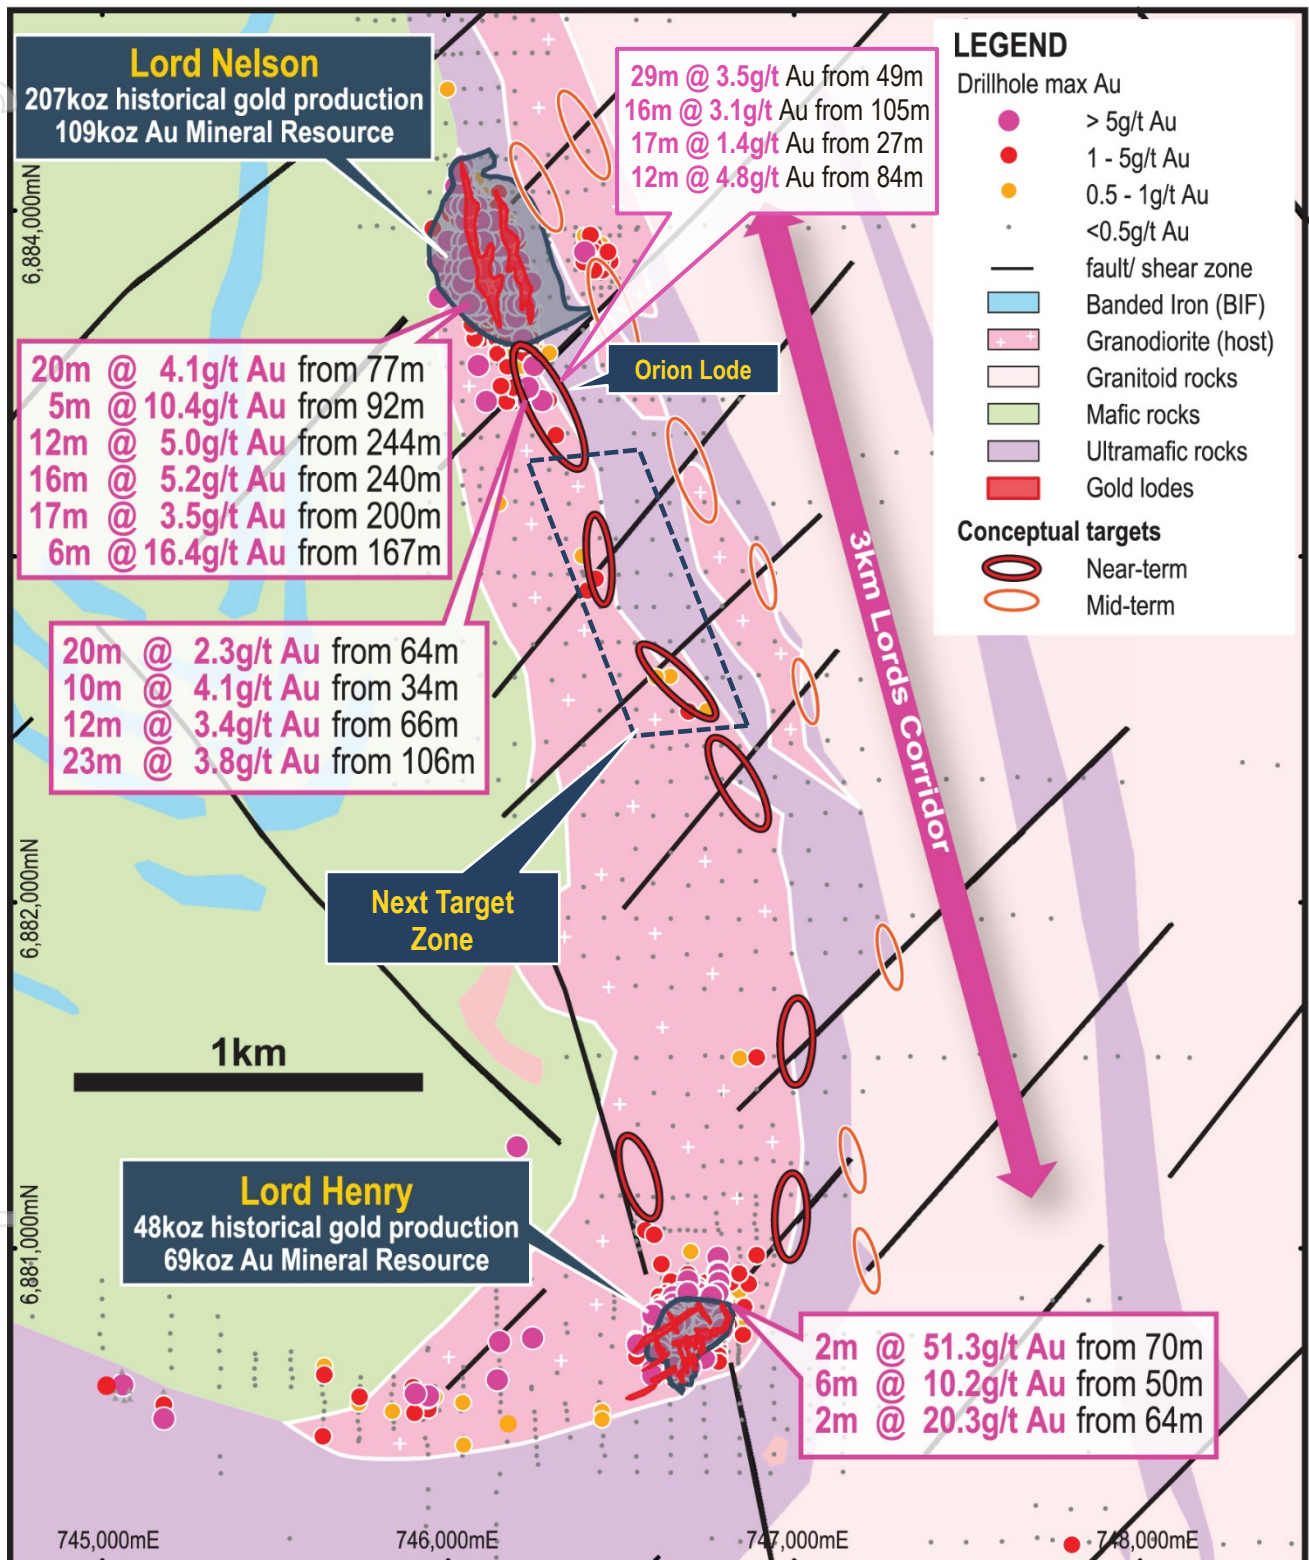 Lord Nelson
207koz historical gold production
109koz Au Mineral Resource
29m @ 3.5g/t Au from 49m
16m @ 3.1g/t Au from 105m
17m @ 1.4g/t Au from 27m
12m @ 4.8g/t Au from 84m
LEGEND
Drillhole max Au
> 5g/t Au
1 - 5g/t Au
0.5 - 1g/t Au
<0.5g/t Au
fault/ shear zone
Banded Iron (BIF)
Granodiorite (host)
Granitoid rocks
Mafic rocks
Ultramafic rocks
Gold lodes
Conceptual targets
Near-term
Mid-term
6,884,000mN
20m @ 4.1g/t Au from 77m
5m @ 10.4g/t Au from 92m
12m @ 5.0g/t Au from 244m
16m @ 5.2g/t Au from 240m
17m @ 3.5g/t Au from 200m
6m @ 16.4g/t Au from 167m
Orion Lode
3km Lords Corridor
20m @ 2.3g/t Au from 64m
10m @ 4.1g/t Au from 34m
12m @ 3.4g/t Au from 66m
23m @ 3.8g/t Au from 106m
6,882,000mN
Next Target
Zone
1km
Lord Henry
48koz historical gold production
69koz Au Mineral Resource
6,881,000mN
2m @ 51.3g/t Au from 70m
6m @ 10.2g/t Au from 50m
2m @ 20.3g/t Au from 64m
745,000mE
746,000mE
747,000mE
748,000mE